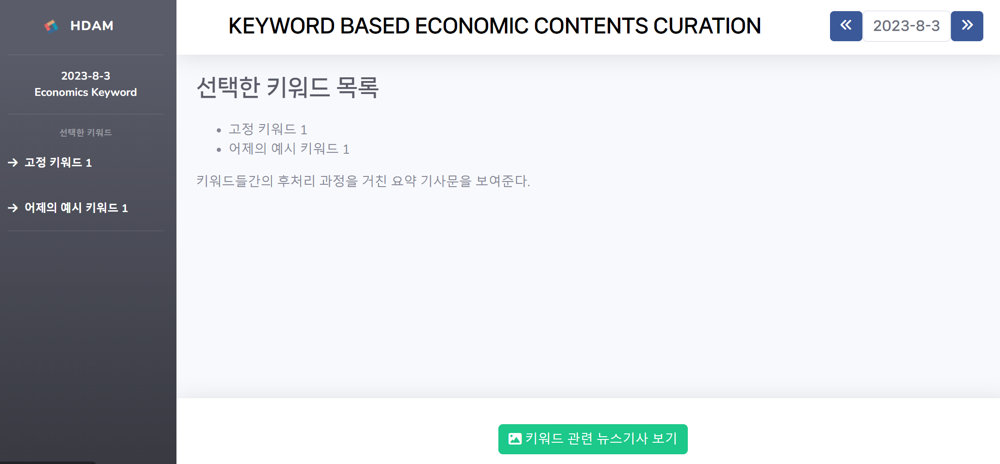 HDAM
2023-8-3
Economics Keyword
선택한 키워드
고정 키워드 1
어제의 예시 키워드 1
KEYWORD BASED ECONOMIC CONTENTS CURATION
2023-8-3
선택한 키워드 목록
• 고정 키워드 1
• 어제의 예시 키워드 1
키워드들간의 후처리 과정을 거친 요약 기사문을 보여준다.
키워드 관련 뉴스기사 보기